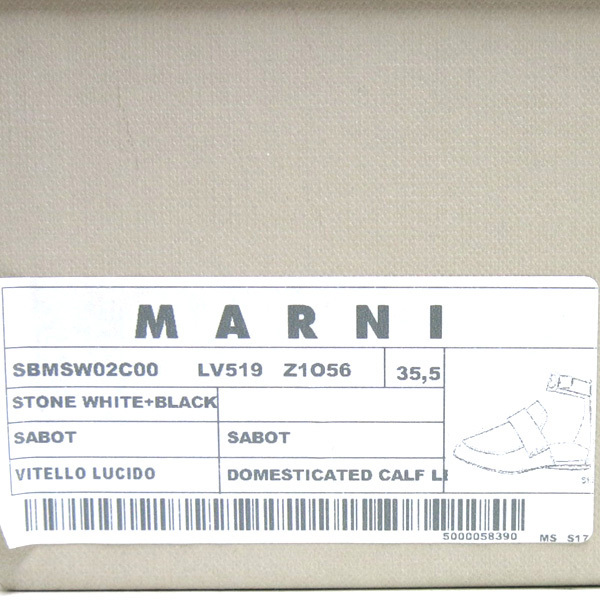 MARNI
SBMSW02C00 LV519 Z1O56 35,5
STONE WHITE+BLACK
SABOT SABOT
VITELLO LUCIDO DOMESTICATED CALF
5000058390 MS S17